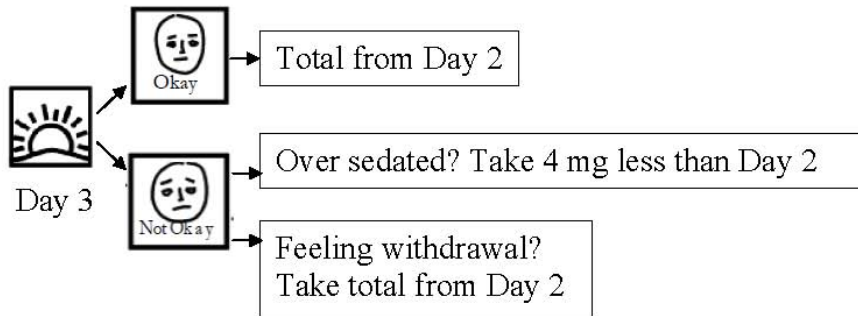 Okay
Total from Day 2
Day 3
Over sedated? Take 4 mg less than Day 2
Not Okay
Feeling withdrawal?
Take total from Day 2